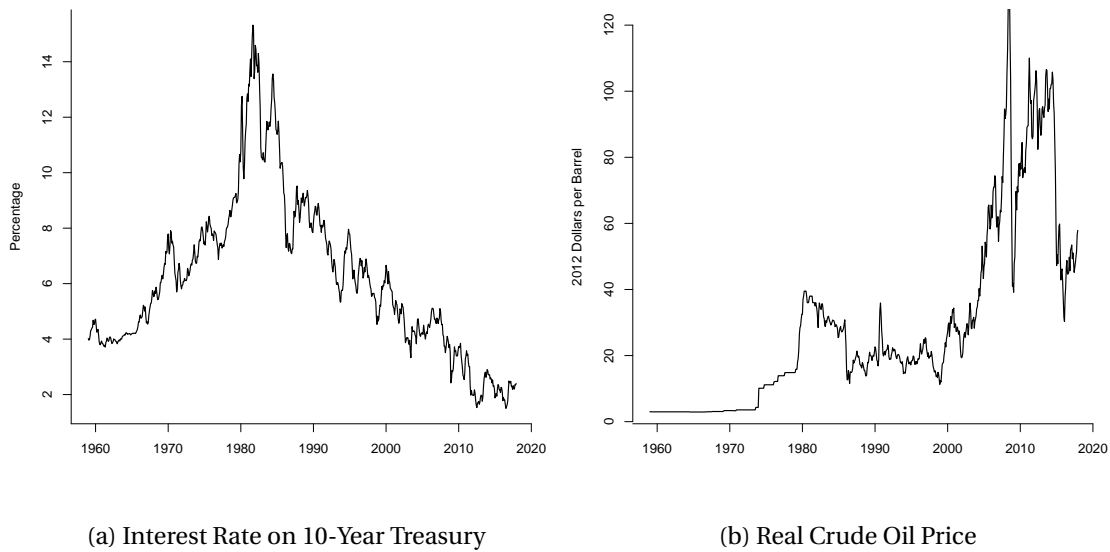 Percentage
14
12
10
8
6
4
2
1960 1970 1980 1990 2000 2010 2020
(a) Interest Rate on 10-Year Treasury
2012 Dollars per Barrel
120
100
80
60
40
20
0
1960 1970 1980 1990 2000 2010 2020
(b) Real Crude Oil Price